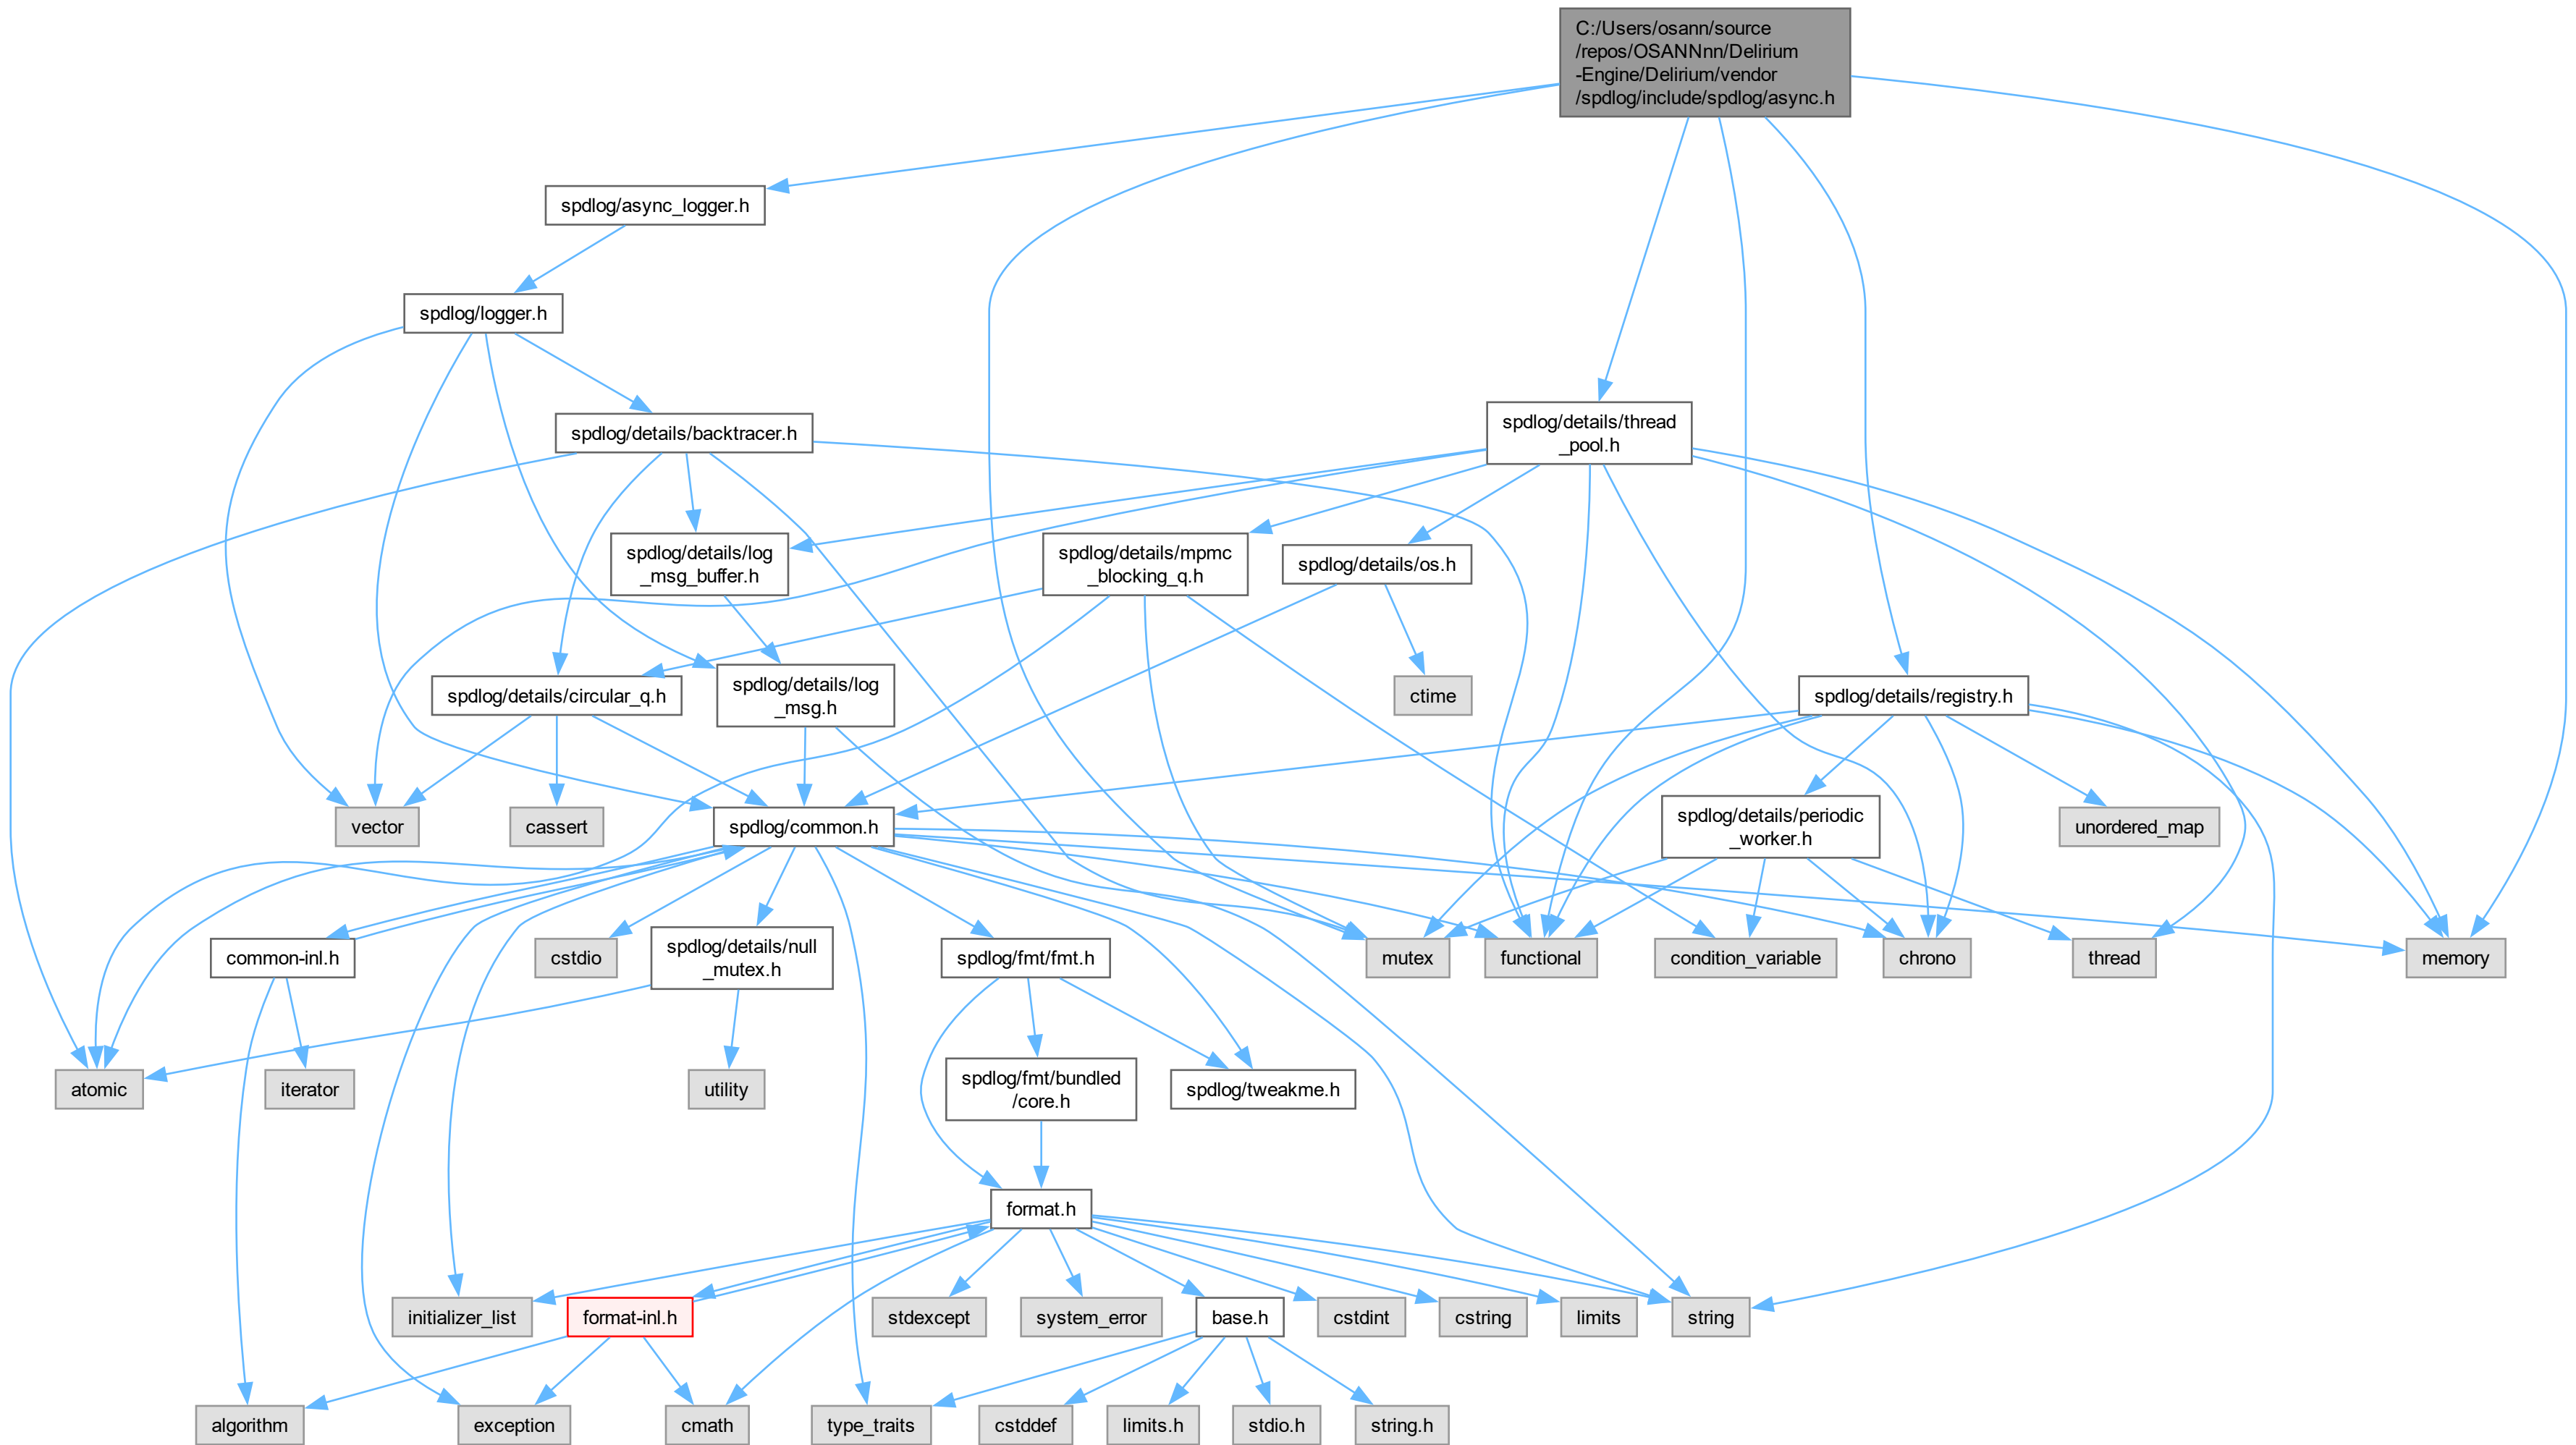 C:/Users/osann/source
/repos/OSANNnn/Delirium
-Engine/Delirium/vendor
/spdlog/include/spdlog/async.h
spdlog/async_logger.h
spdlog/logger.h
spdlog/details/backtracer.h
spdlog/details/thread
_pool.h
spdlog/details/log
_msg_buffer.h
spdlog/details/mpmc
_blocking_q.h
spdlog/details/os.h
spdlog/details/circular_q.h
spdlog/details/log
_msg.h
ctime
spdlog/details/registry.h
vector
cassert
spdlog/common.h
spdlog/details/periodic
_worker.h
unordered_map
common-inl.h
cstdio
spdlog/details/null
_mutex.h
spdlog/fmt/fmt.h
mutex
functional
condition_variable
chrono
thread
memory
atomic
iterator
utility
spdlog/fmt/bundled
/core.h
spdlog/tweakme.h
format.h
initializer_list
format-inl.h
stdexcept
system_error
base.h
cstdint
cstring
limits
string
algorithm
exception
cmath
type_traits
cstddef
limits.h
stdio.h
string.h